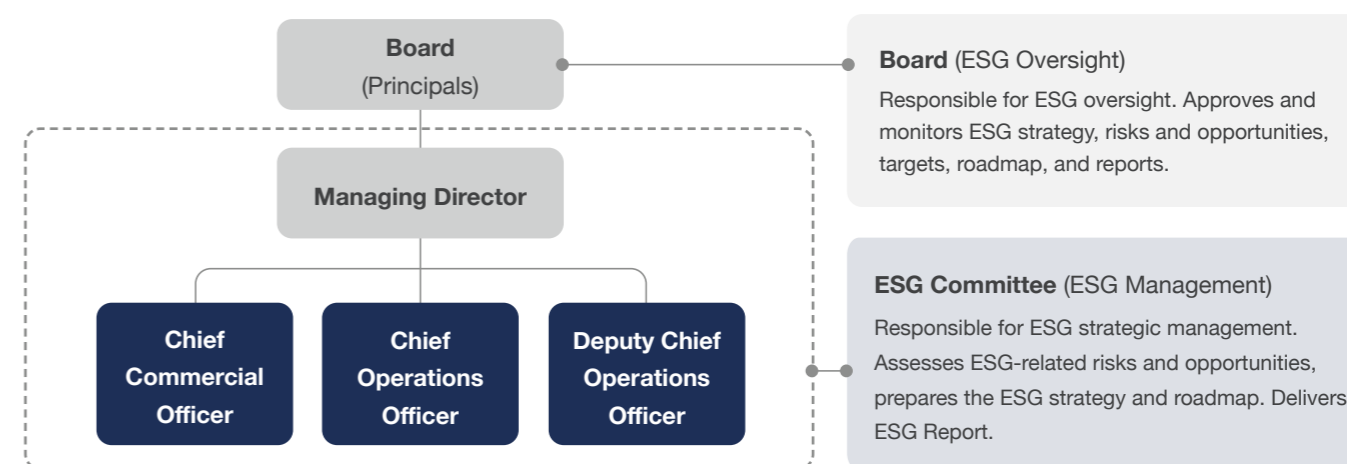 Board
(Principals)
Managing Director
Chief
Commercial
Officer
Chief
Operations
Officer
Deputy Chief
Operations
Officer
Board (ESG Oversight)
Responsible for ESG oversight. Approves and
monitors ESG strategy, risks and opportunities,
targets, roadmap, and reports.
ESG Committee (ESG Management)
Responsible for ESG strategic management.
Assesses ESG-related risks and opportunities,
prepares the ESG strategy and roadmap. Delivers
ESG Report.